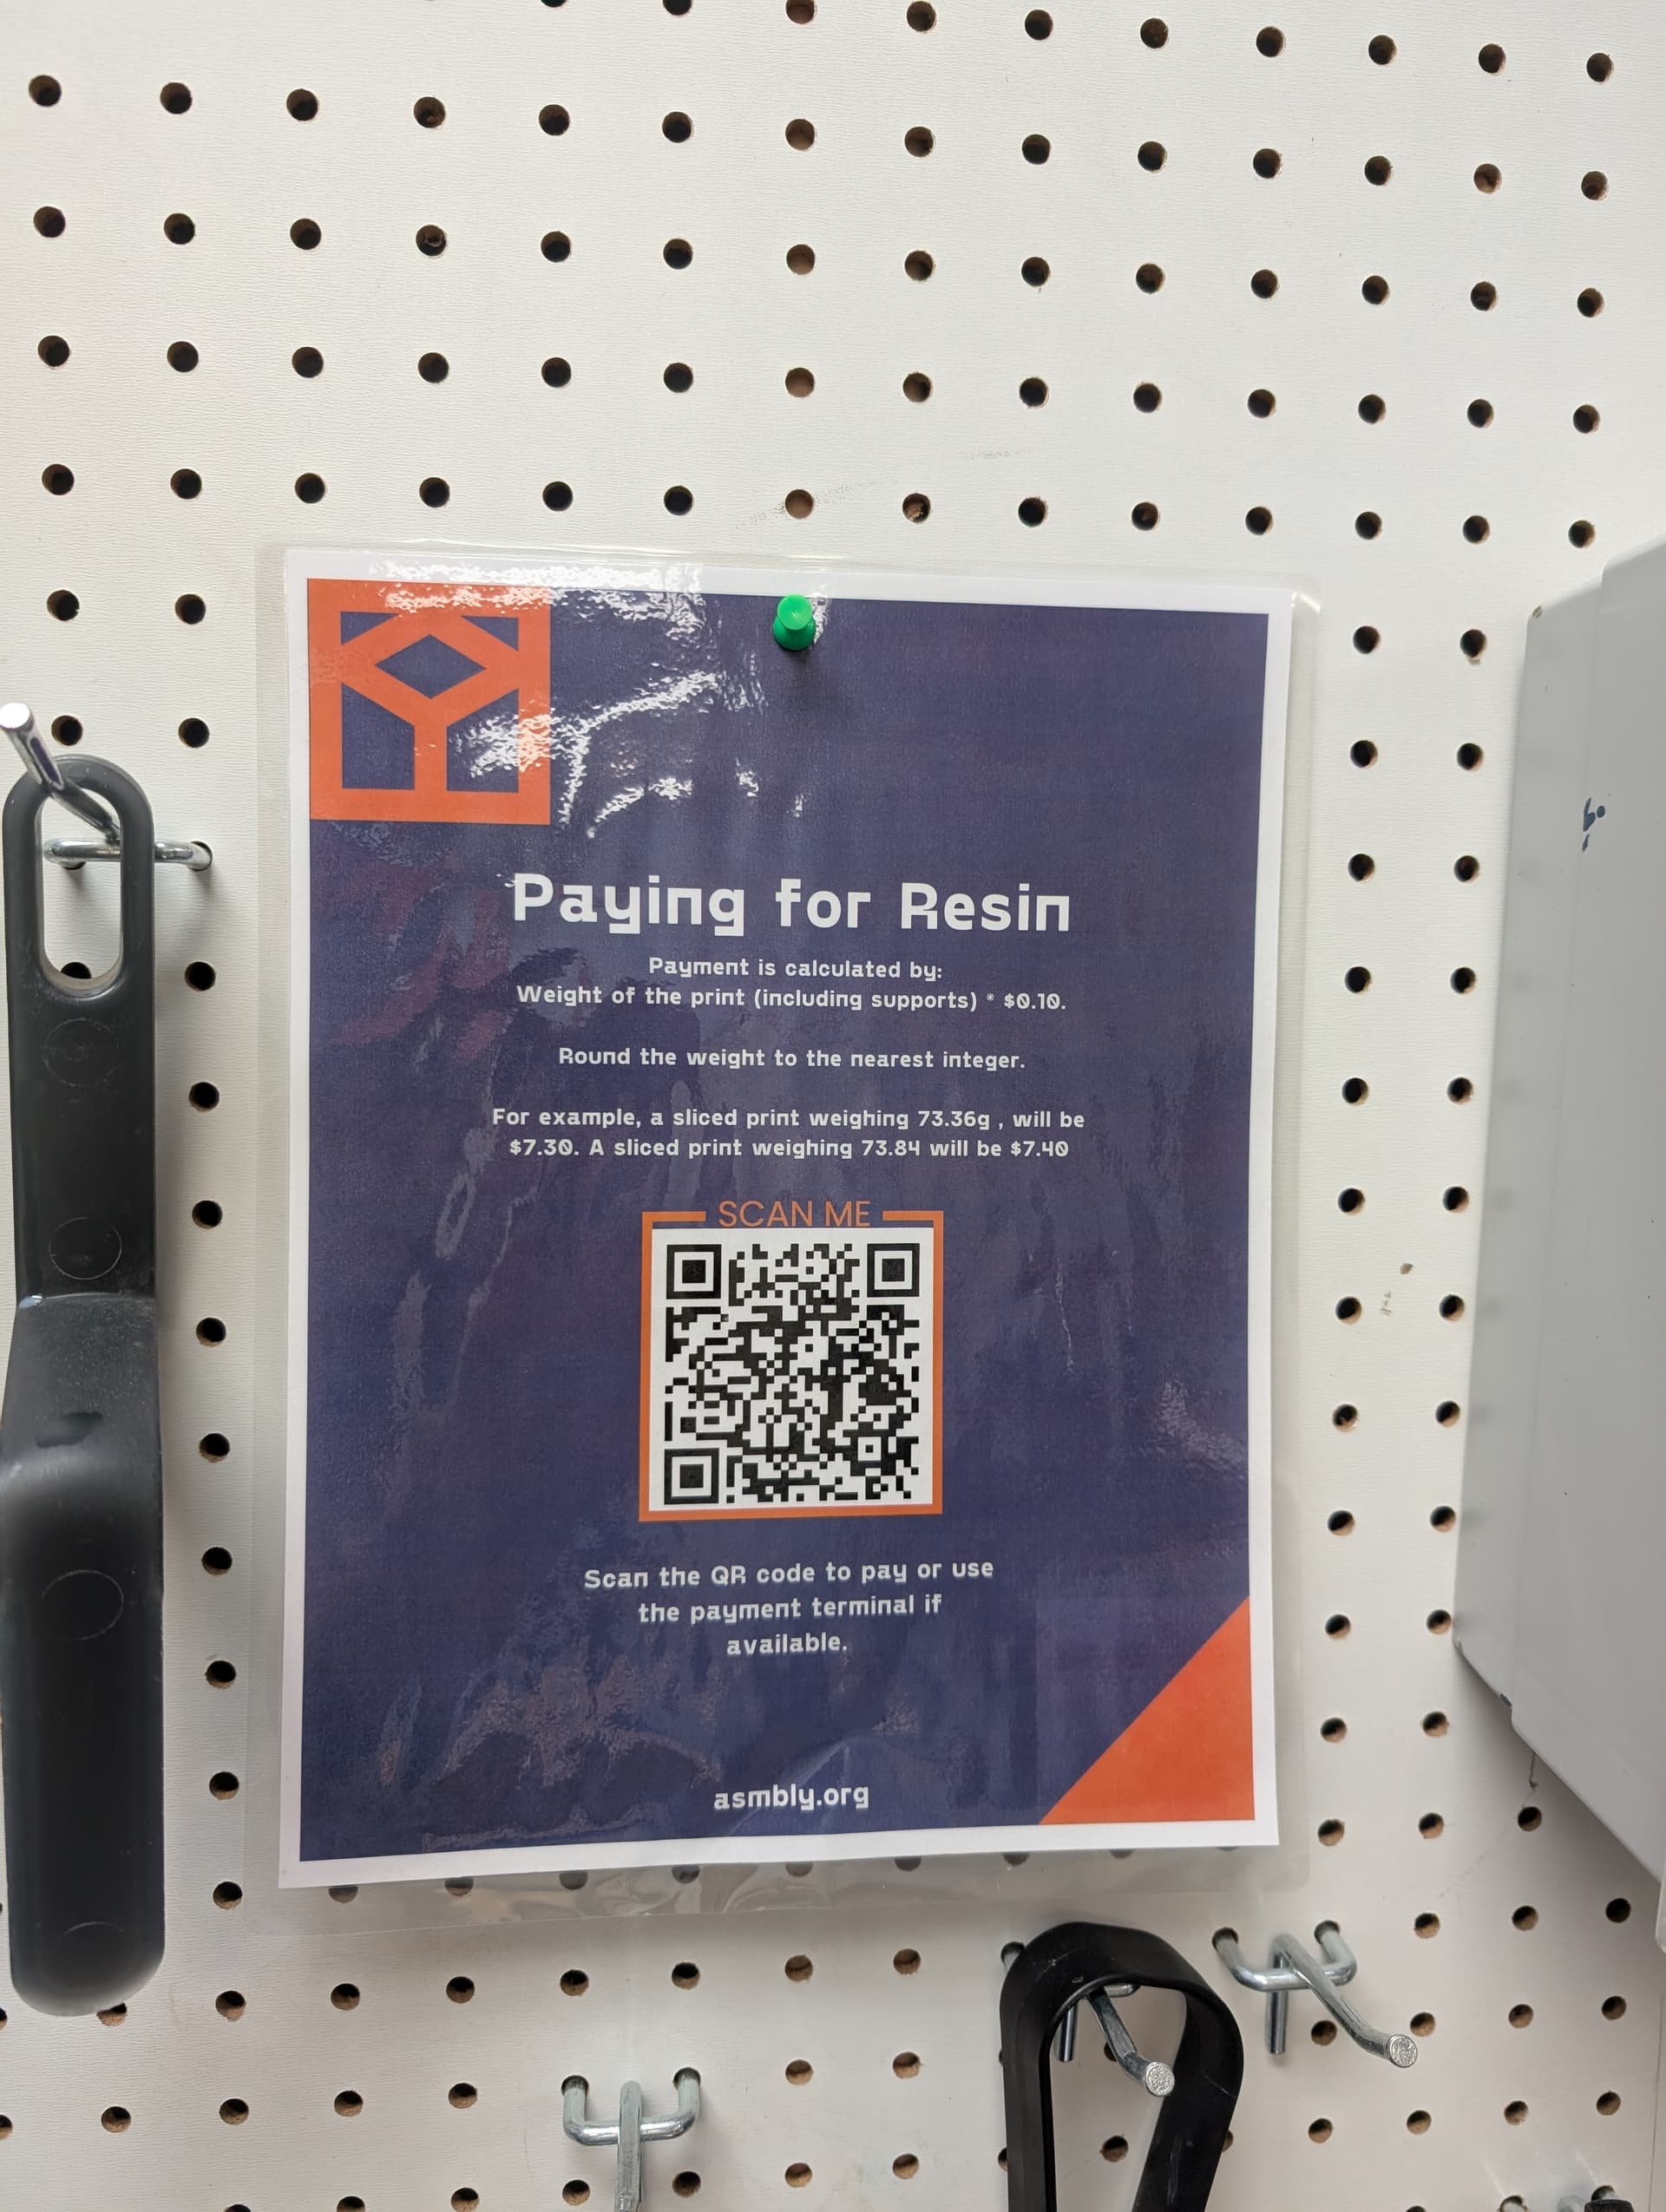 Paying for Resin
Payment is calculated by:
Weight of the print (including supports) * $0.10.
Round the weight to the nearest integer.
For example, a sliced print weighing 73.36g , will be
$7.30. A sliced print weighing 73.84 will be $7.40
SCAN ME
Scan the QR code to pay or use
the payment terminal if
available.
asmbly.org